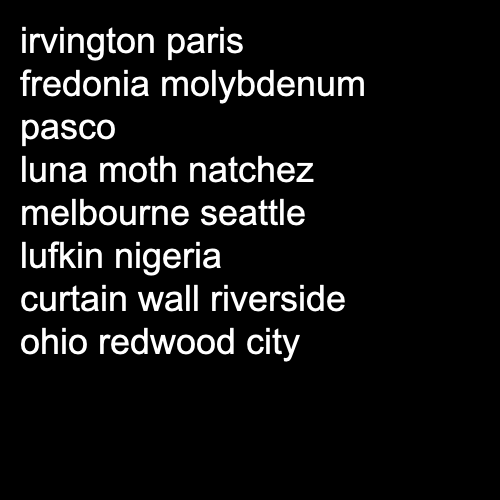 irvington paris
fredonia molybdenum
pasco
luna moth natchez
melbourne seattle
lufkin nigeria
curtain wall riverside
ohio redwood city